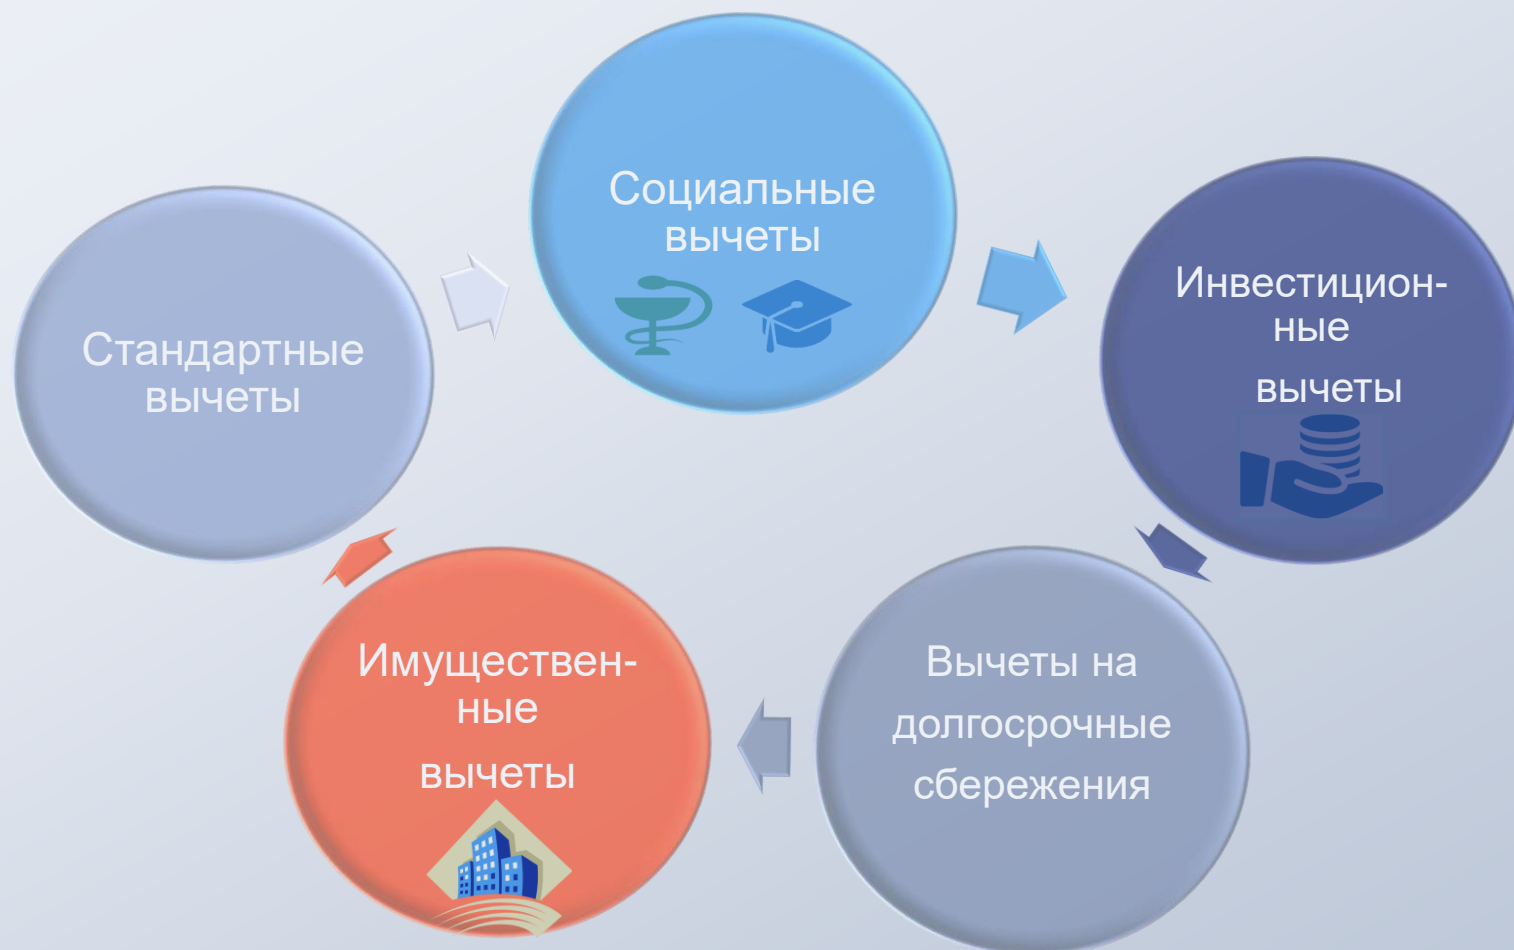 Социальные
вычеты
Инвестицион-
ные
вычеты
Стандартные
вычеты
Имуществен-
ные
вычеты
Вычеты на
долгосрочные
сбережения